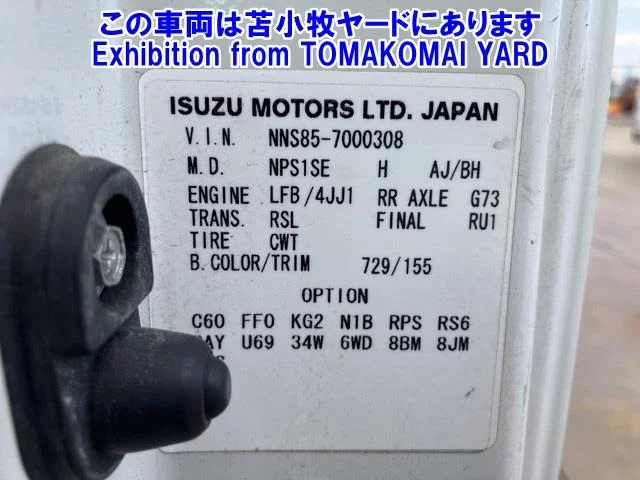 この車両は苫小牧ヤードにあります
Exhibition from TOMAKOMAI YARD
ISUZU MOTORS LTD. JAPAN
V.I.N. NNS85-7000308
M.D. NPS1SE H AJ/BH
ENGINE LFB/4JJ1 RR AXLE G73
TRANS. RSL FINAL RU1
TIRE CWT
B.COLOR/TRIM 729/155
OPTION
C60 FF0 KG2 N1B RPS RS6
U69 34W 6WD 8BM 8JM